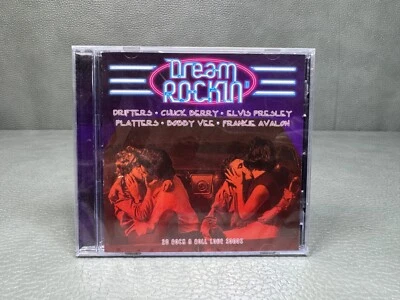 Dream
ROCKIN'
DRIFTERS • CHUCK BERRY • ELVIS PRESLEY
PLATTERS • BOBBY VEE • FRANKIE AVALON
20 ROCK & ROLL LOVE SONGS